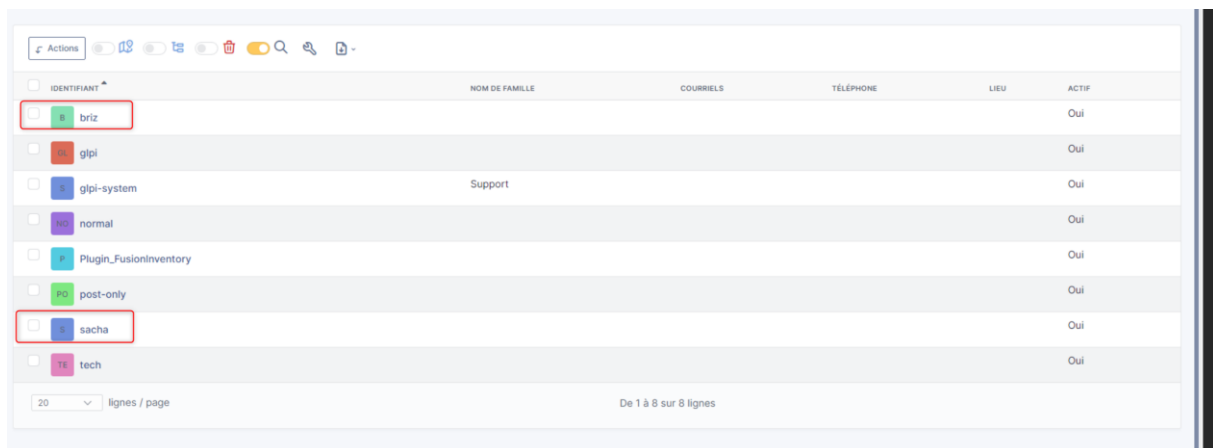 Actions
IDENTIFIANT NOM DE FAMILLE COURRIELS TÉLÉPHONE LIEU ACTIF
B briz Oui
GL glpi Oui
S glpi-system Support Oui
NO normal Oui
P Plugin_FusionInventory Oui
PO post-only Oui
S sacha Oui
TE tech Oui
20 lignes / page De 1 à 8 sur 8 lignes